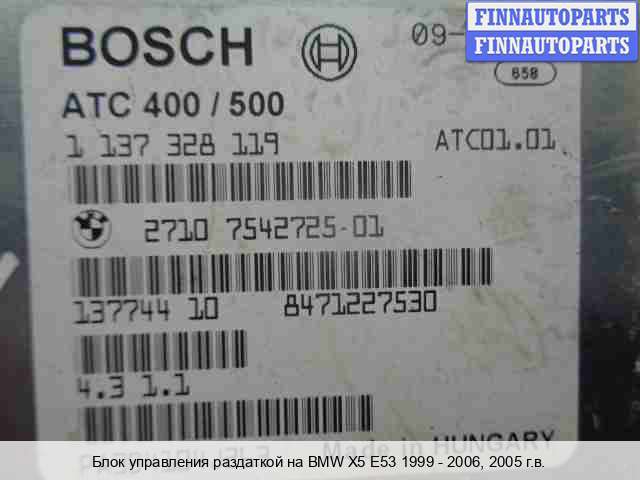 FINNAUTOPARTS
FINNAUTOPARTS
BOSCH
09-
658
ATC 400 / 500
1 137 328 119
ATC01.01
2710 7542725-01
137744 10 8471227530
4.3 1.1
Made in HUNGARY
Блок управления раздаткой на BMW X5 E53 1999 - 2006, 2005 г.в.